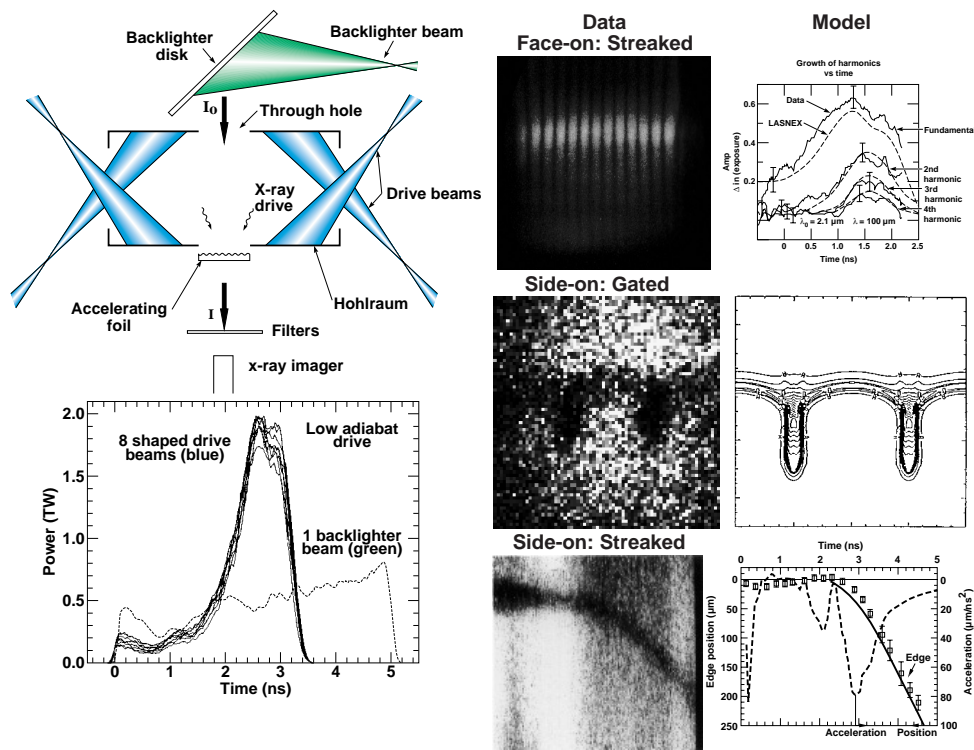 Backlighter
disk
Backlighter beam
I0
Through hole
X-ray
drive
Drive beams
Accelerating
foil
I
Hohlraum
Filters
x-ray imager
2.0
1.5
1.0
0.5
0.0
Power (TW)
8 shaped drive
beams (blue)
Low adiabat
drive
1 backlighter
beam (green)
0 1 2 3 4 5
Time (ns)
Data
Face-on: Streaked
Model
Growth of harmonics
vs time
0.6
0.4
0.2
Amp
Δ in (exposure)
Data
LASNEX
Fundamenta
2nd
harmonic
3rd
harmonic
4th
harmonic
λ0 = 2.1 µm λ = 100 µm
0 0.5 1.0 1.5 2.0 2.5
Time (ns)
Side-on: Gated
Side-on: Streaked
Time (ns)
0 1 2 3 4 5
0
50
100
150
200
250
Edge position (µm)
0
20
40
60
80
100
Acceleration (µm/ns2)
Edge
Acceleration
Position